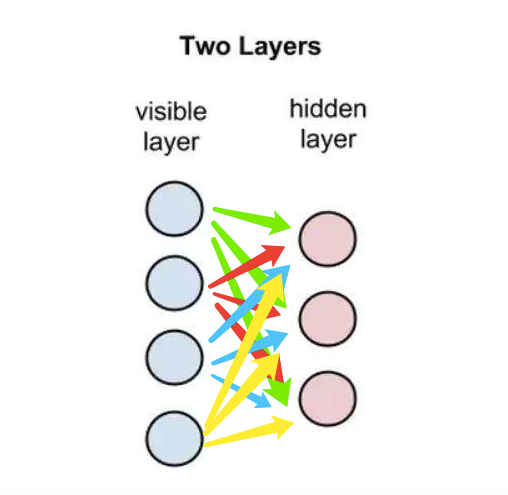 Two Layers
visible
layer
hidden
layer